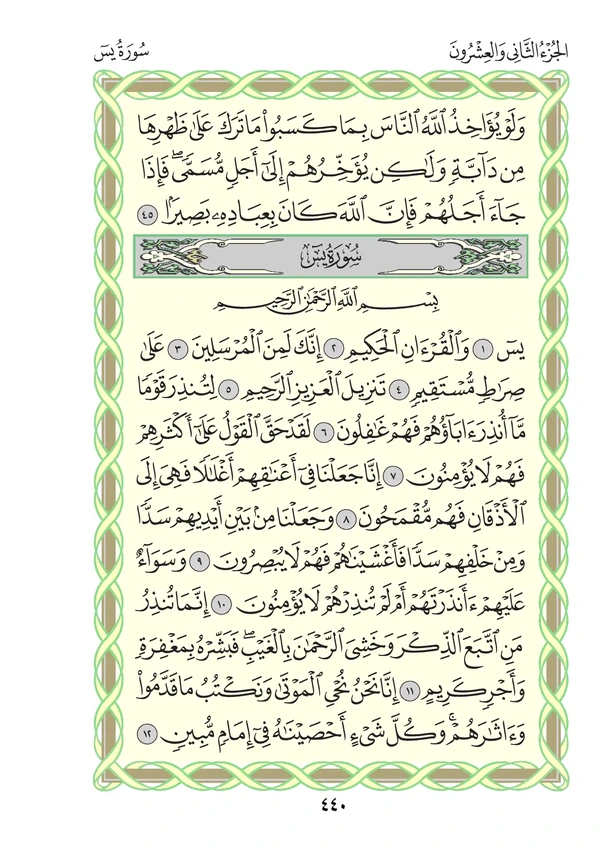 الجُزْءُ الثَّانِي وَالعِشْرُونَ
سُورَةُ يسٓ
وَلَوْ يُؤَاخِذُ ٱللَّهُ ٱلنَّاسَ بِمَا كَسَبُوا۟ مَا تَرَكَ عَلَىٰ ظَهْرِهَا
مِن دَآبَّةٍ وَلَٰكِن يُؤَخِّرُهُمْ إِلَىٰٓ أَجَلٍ مُّسَمًّى ۖ فَإِذَا
جَآءَ أَجَلُهُمْ فَإِنَّ ٱللَّهَ كَانَ بِعِبَادِهِۦ بَصِيرًۢا ٤٥
سُورَةُ يسٓ
بِسْمِ ٱللَّهِ ٱلرَّحْمَٰنِ ٱلرَّحِيمِ
يسٓ ١ وَٱلْقُرْءَانِ ٱلْحَكِيمِ ٢ إِنَّكَ لَمِنَ ٱلْمُرْسَلِينَ ٣ عَلَىٰ
صِرَٰطٍ مُّسْتَقِيمٍ ٤ تَنزِيلَ ٱلْعَزِيزِ ٱلرَّحِيمِ ٥ لِتُنذِرَ قَوْمًا
مَّآ أُنذِرَ ءَابَآؤُهُمْ فَهُمْ غَٰفِلُونَ ٦ لَقَدْ حَقَّ ٱلْقَوْلُ عَلَىٰٓ أَكْثَرِهِمْ
فَهُمْ لَا يُؤْمِنُونَ ٧ إِنَّا جَعَلْنَا فِىٓ أَعْنَٰقِهِمْ أَغْلَٰلًا فَهِىَ إِلَى
ٱلْأَذْقَانِ فَهُم مُّقْمَحُونَ ٨ وَجَعَلْنَا مِنۢ بَيْنِ أَيْدِيهِمْ سَدًّا
وَمِنْ خَلْفِهِمْ سَدًّا فَأَغْشَيْنَٰهُمْ فَهُمْ لَا يُبْصِرُونَ ٩ وَسَوَآءٌ
عَلَيْهِمْ ءَأَنذَرْتَهُمْ أَمْ لَمْ تُنذِرْهُمْ لَا يُؤْمِنُونَ ١٠ إِنَّمَا تُنذِرُ
مَنِ ٱتَّبَعَ ٱلذِّكْرَ وَخَشِىَ ٱلرَّحْمَٰنَ بِٱلْغَيْبِ ۖ فَبَشِّرْهُ بِمَغْفِرَةٍ
وَأَجْرٍ كَرِيمٍ ١١ إِنَّا نَحْنُ نُحْىِ ٱلْمَوْتَىٰ وَنَكْتُبُ مَا قَدَّمُوا۟
وَءَاثَٰرَهُمْ ۚ وَكُلَّ شَىْءٍ أَحْصَيْنَٰهُ فِىٓ إِمَامٍ مُّبِينٍ ١٢
٤٤٠